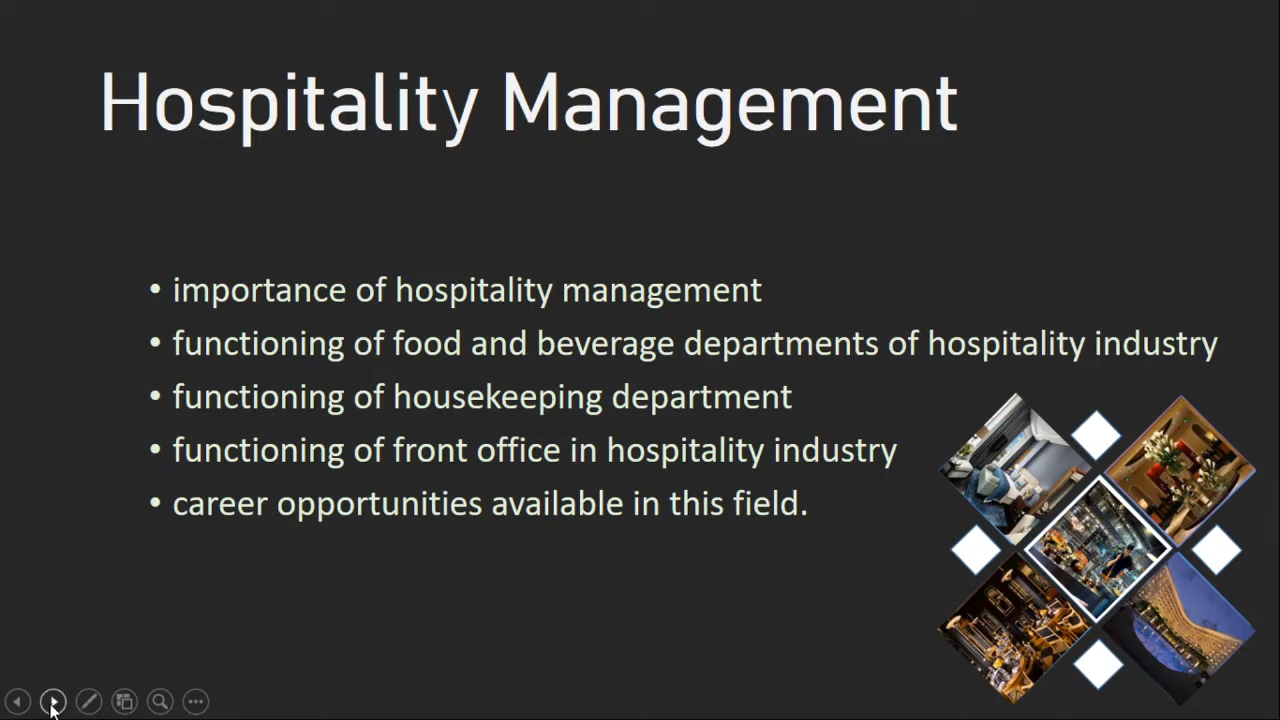 Hospitality Management
• importance of hospitality management
• functioning of food and beverage departments of hospitality industry
• functioning of housekeeping department
• functioning of front office in hospitality industry
• career opportunities available in this field.